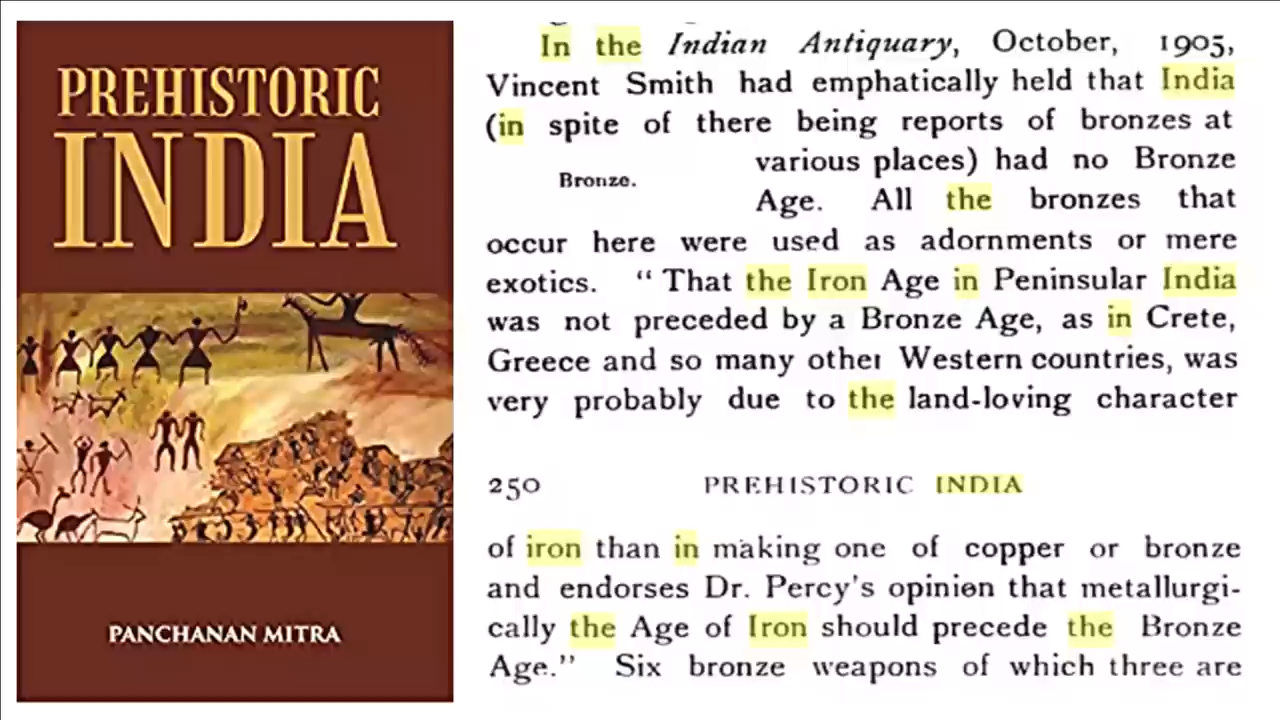 PREHISTORIC
INDIA
PANCHANAN MITRA
In the Indian Antiquary, October, 1905,
Vincent Smith had emphatically held that India
(in spite of there being reports of bronzes at
various places) had no Bronze
Bronze.
Age. All the bronzes that
occur here were used as adornments or mere
exotics. “ That the Iron Age in Peninsular India
was not preceded by a Bronze Age, as in Crete,
Greece and so many other Western countries, was
very probably due to the land-loving character
250 PREHISTORIC INDIA
of iron than in making one of copper or bronze
and endorses Dr. Percy's opinion that metallurgi-
cally the Age of Iron should precede the Bronze
Age.” Six bronze weapons of which three are